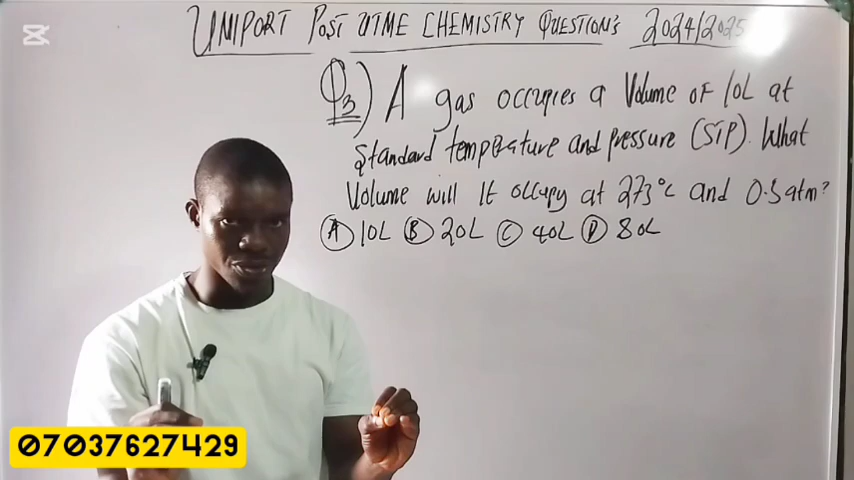 UNIPORT POST UTME CHEMISTRY QUESTION'S 2024/2025
Q3) A gas occupies a Volume OF 10L at
Standard temperature and pressure (STP). What
Volume will It occupy at 273°C and 0.5atm?
(A) 10L (B) 20L (C) 40L (D) 80L
07037627429